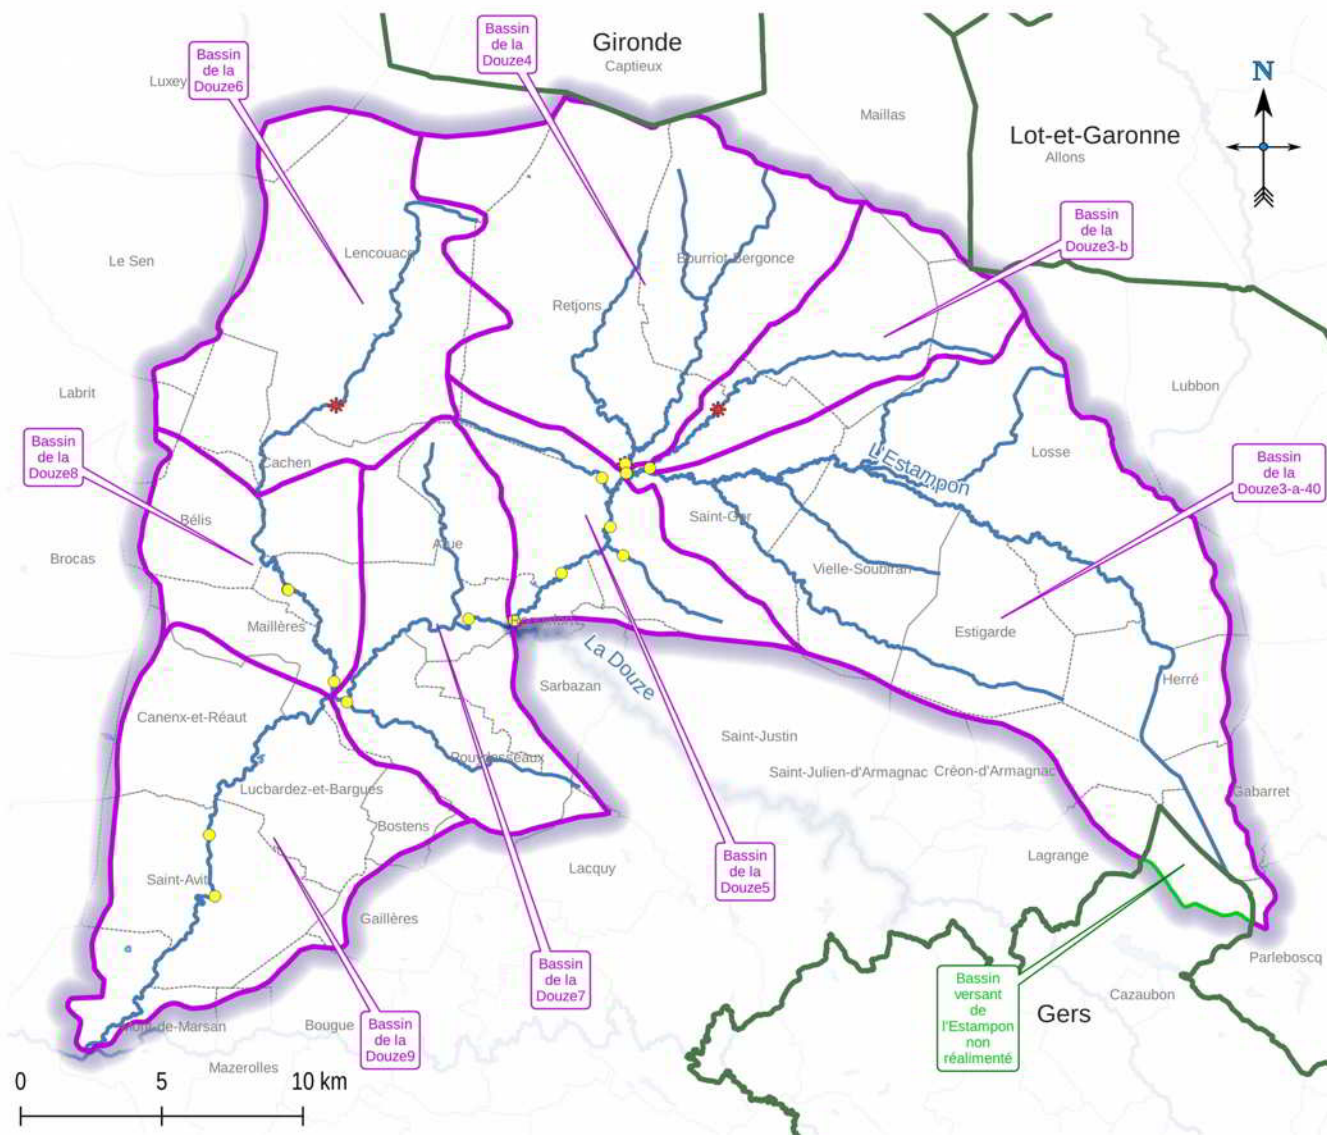 Bassin
de la
Douze6
Bassin
de la
Douze4
Gironde
Captieux
Luxey
Maillas
N
Lot-et-Garonne
Allons
Bassin
de la
Douze3-b
Le Sen
Lencouacq
Bourriot-Bergonce
Retjons
Labrit
Lubbon
Bassin
de la
Douze8
Cachen
L'Estampon
Losse
Bassin
de la
Douze3-a-40
Bélis
Saint-Gor
Brocas
Arue
Vielle-Soubiran
Maillères
Estigarde
La Douze
Sarbazan
Herré
Canenx-et-Réaut
Saint-Justin
Pouydesseaux
Saint-Julien-d'Armagnac
Créon-d'Armagnac
Lucbardez-et-Bargues
Gabarret
Bostens
Bassin
de la
Douze5
Lagrange
Lacquy
Saint-Avit
Gaillères
Parleboscq
Bassin
de la
Douze7
Bassin
versant
de
l'Estampon
non
réalimenté
Cazaubon
Gers
Mont-de-Marsan
Bougue
Bassin
de la
Douze9
Mazerolles
0 5 10 km